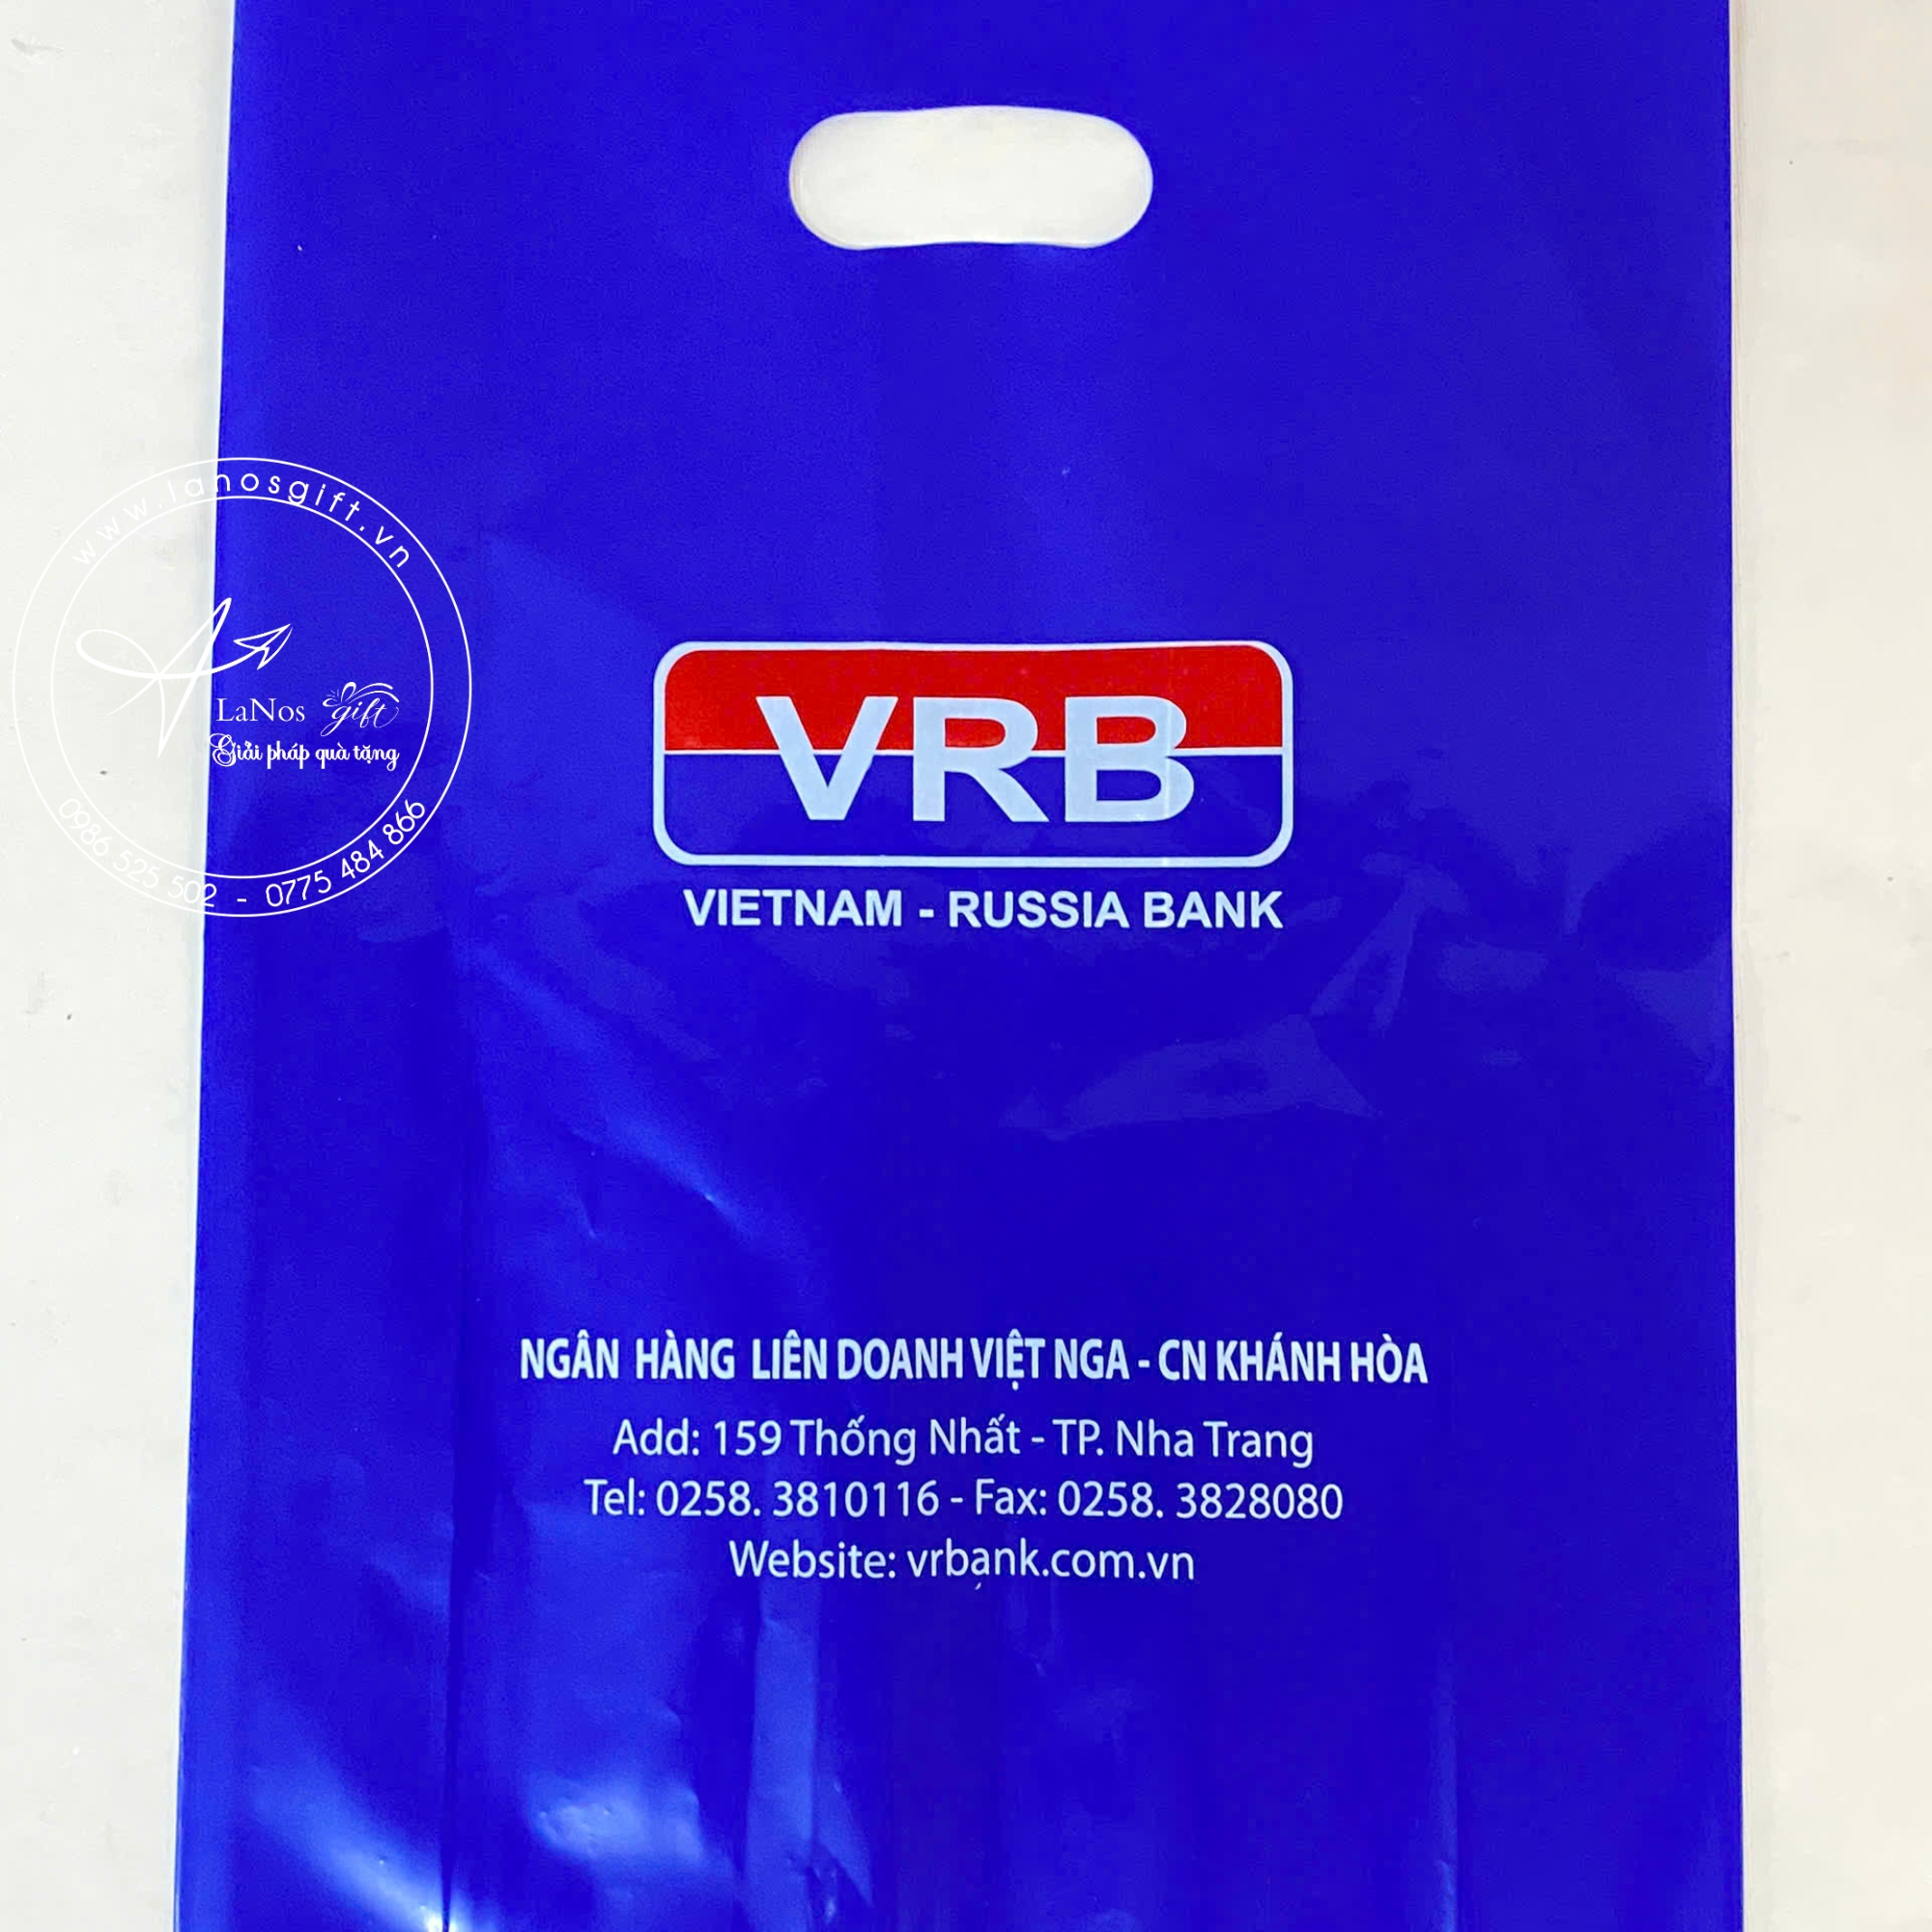 www.lanosgift.vn
LaNos gift
Giải pháp quà tặng
0986 525 502 - 0775 484 866
VRB
VIETNAM - RUSSIA BANK
NGÂN HÀNG LIÊN DOANH VIỆT NGA - CN KHÁNH HÒA
Add: 159 Thống Nhất - TP. Nha Trang
Tel: 0258. 3810116 - Fax: 0258. 3828080
Website: vrbank.com.vn